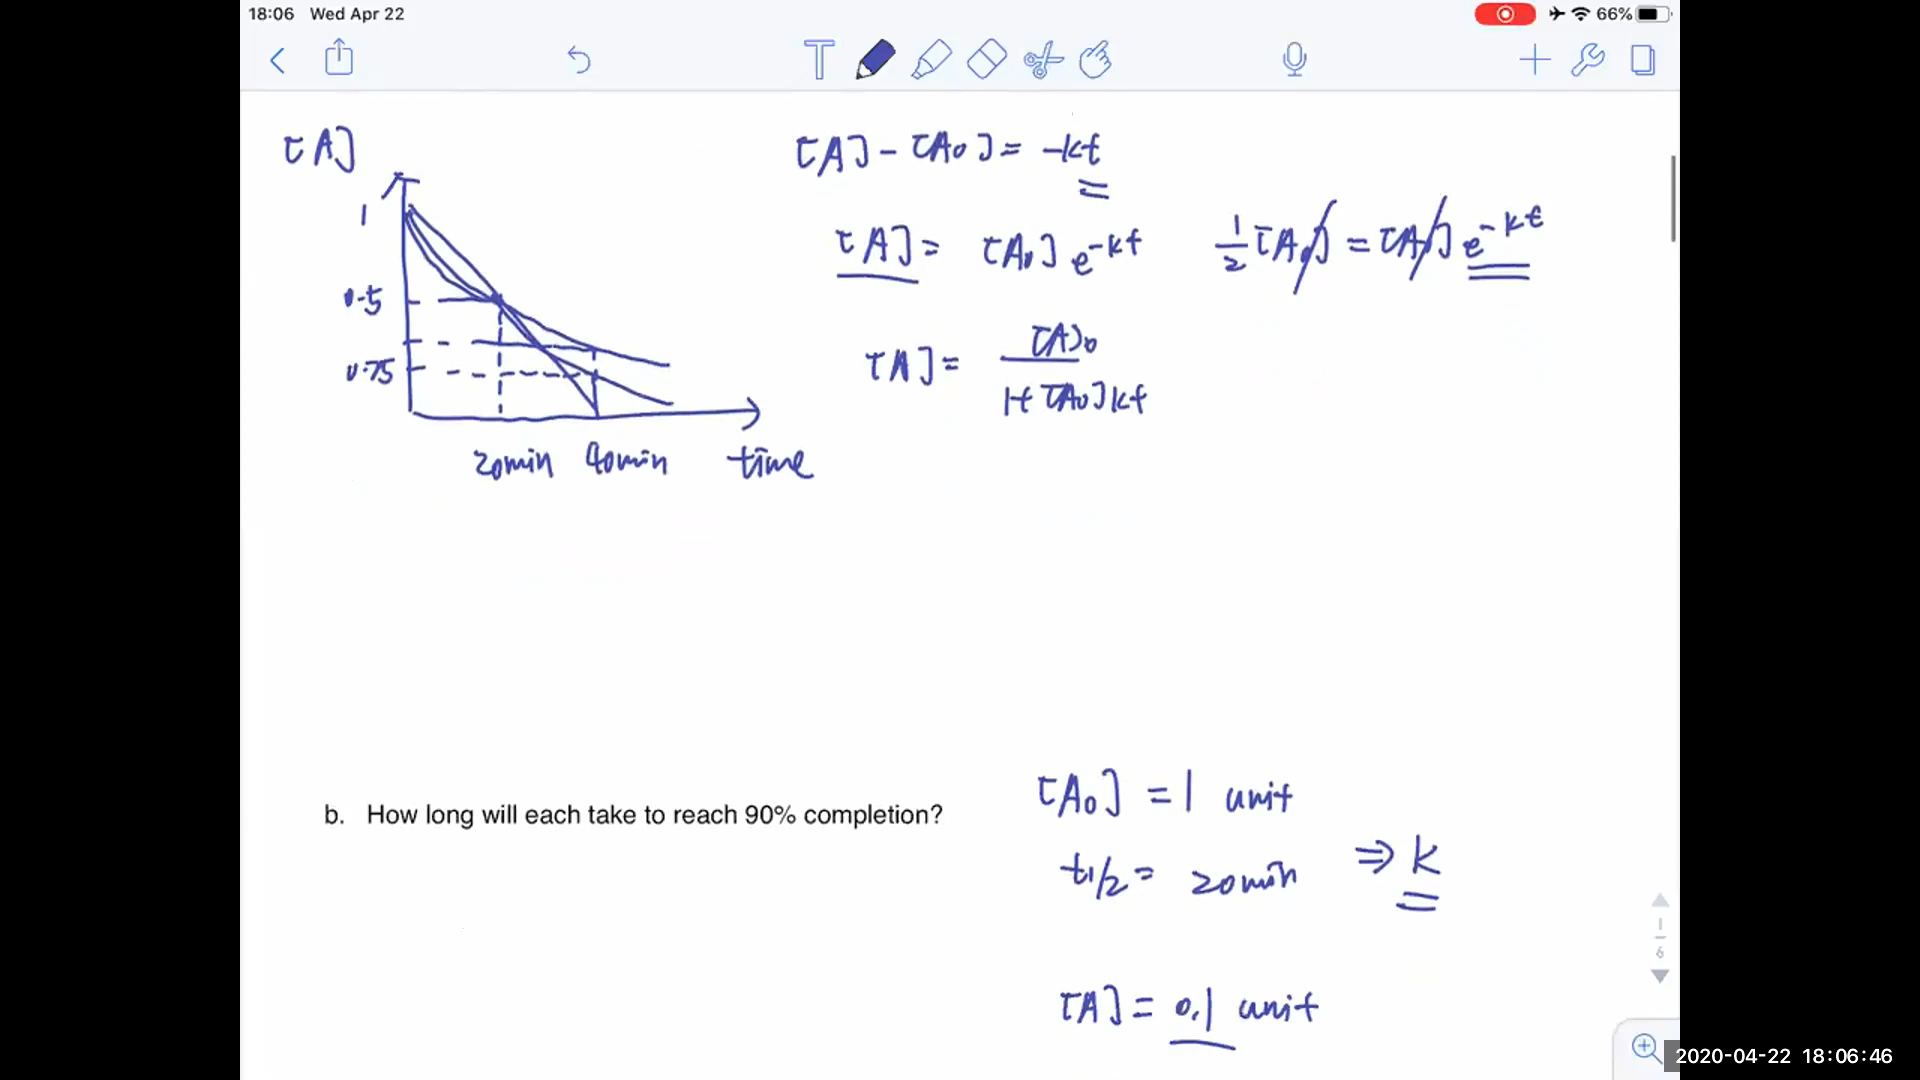 18:06 Wed Apr 22
66%
T
[A]
1
0.5
0.75
20min 40min time
[A] - [A₀] = -kt
[A] = [A₀] e^-kt
1/2 [A₀] = [A₀] e^-kt
[A] = [A]₀ / 1+[A₀]kt
b. How long will each take to reach 90% completion?
[A₀] = 1 unit
t1/2 = 20min ⇒ k
[A] = 0.1 unit
1
6
2020-04-22 18:06:46